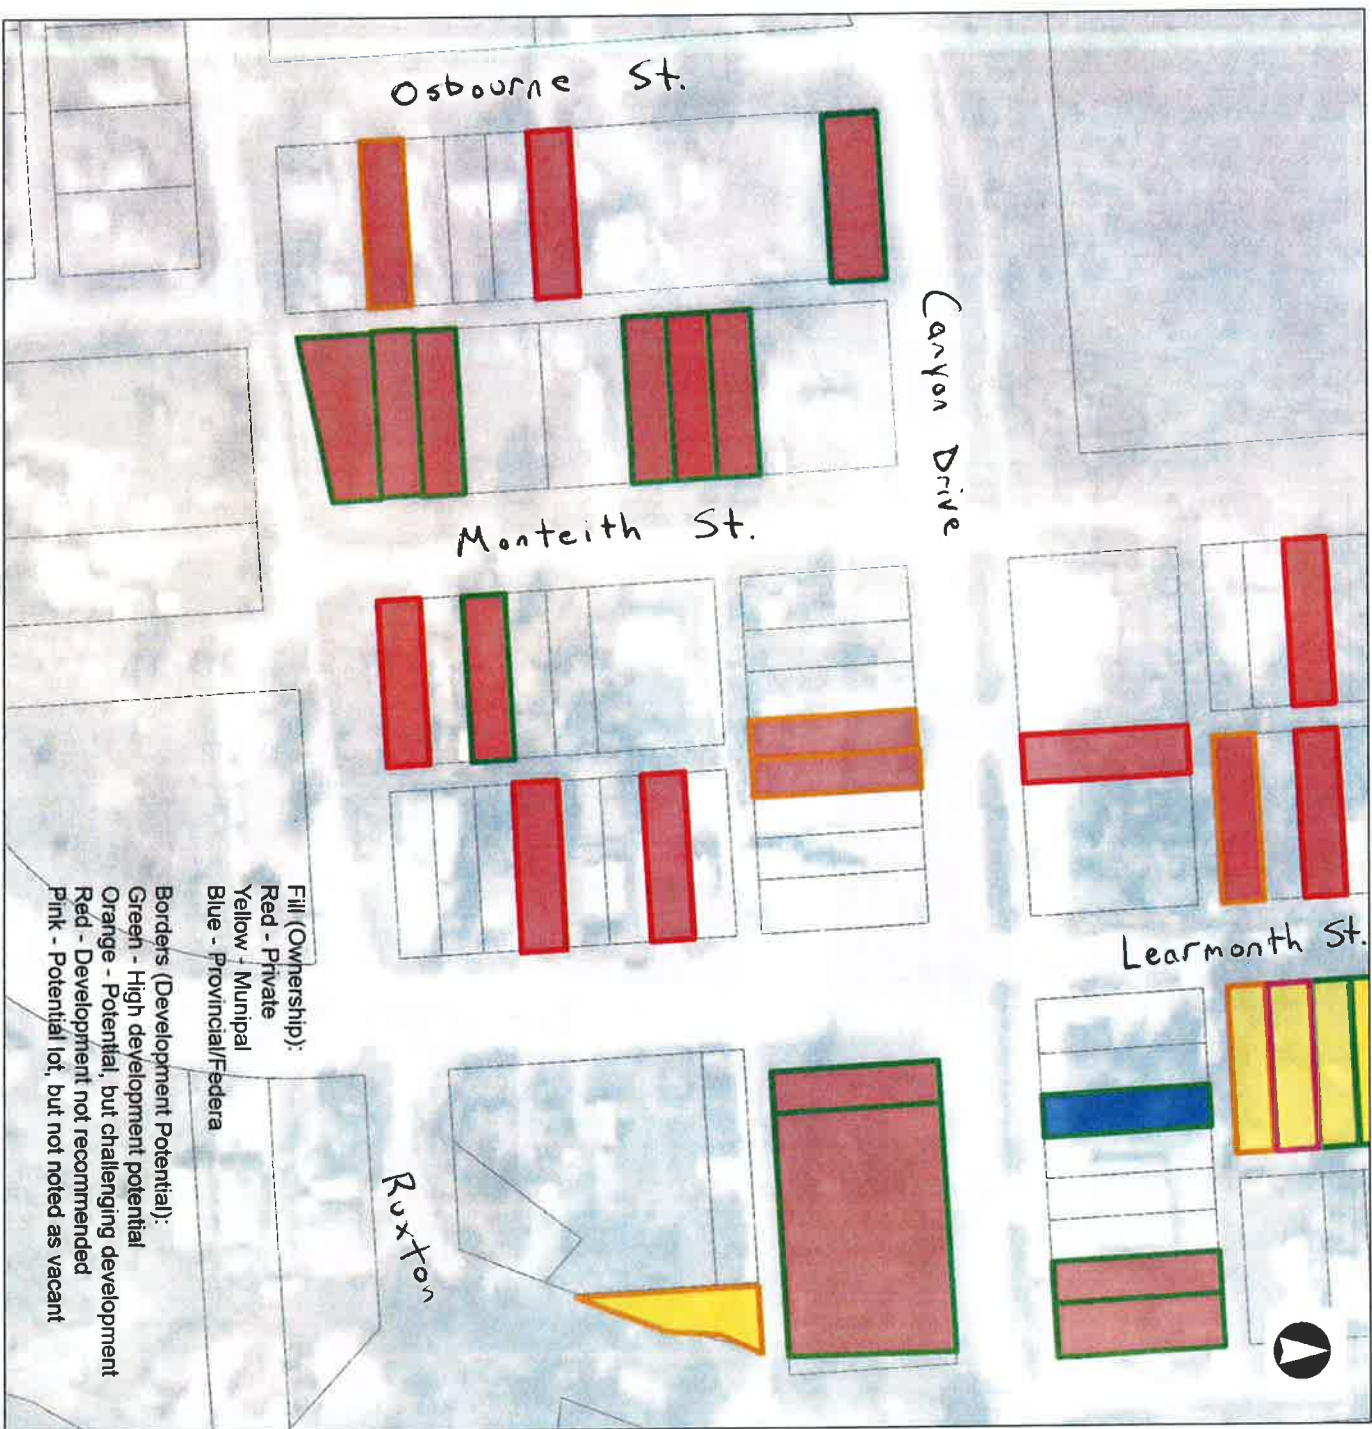 Osbourne St.
Canyon Drive
Monteith St.
Learmonth St.
Ruxton
Fill (Ownership):
Red - Private
Yellow - Munipal
Blue - Provincial/Federa
Borders (Development Potential):
Green - High development potential
Orange - Potential, but challenging development
Red - Development not recommended
Pink - Potential lot, but not noted as vacant